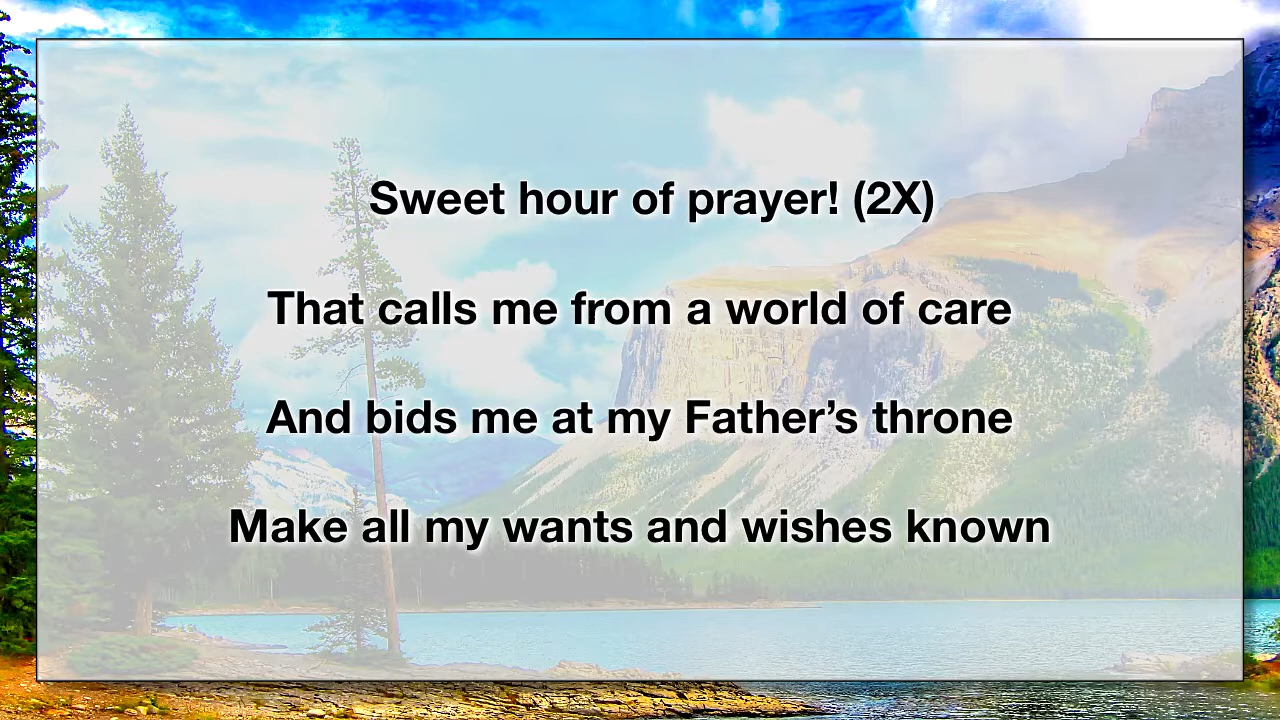 Sweet hour of prayer! (2X)
That calls me from a world of care
And bids me at my Father’s throne
Make all my wants and wishes known